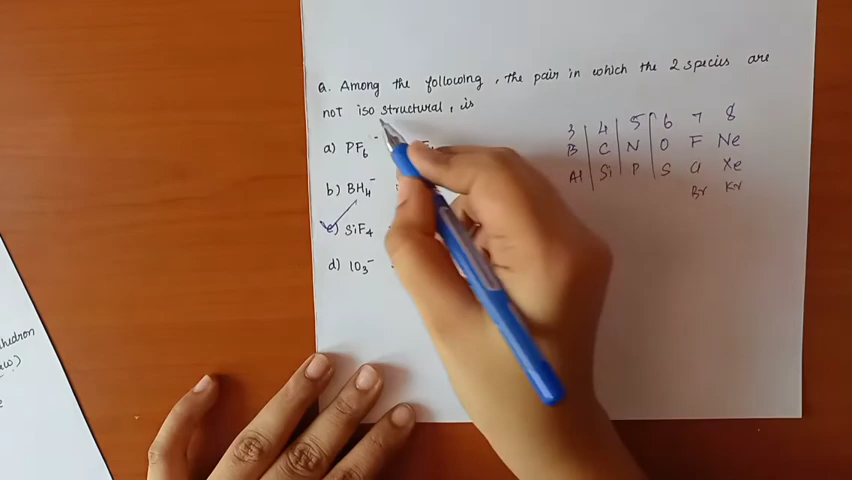 Q. Among the following, the pair in which the 2 species are
not iso structural, is
3 4 5 6 7 8
a) PF6-
B C N O F Ne
Al Si P S Cl Xe
b) BH4-
Br Kr
c) SiF4
d) IO3-